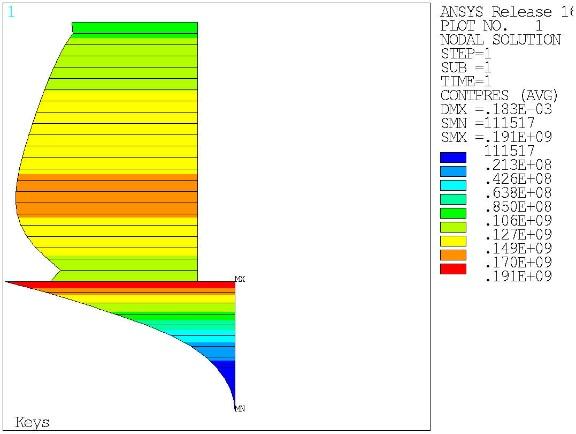 1
ANSYS Release 16
PLOT NO. 1
NODAL SOLUTION
STEP=1
SUB =1
TIME=1
CONTPRES (AVG)
DMX =.183E-03
SMN =111517
SMX =.191E+09
111517
.213E+08
.426E+08
.638E+08
.850E+08
.106E+09
.127E+09
.149E+09
.170E+09
.191E+09
MX
MN
Keys